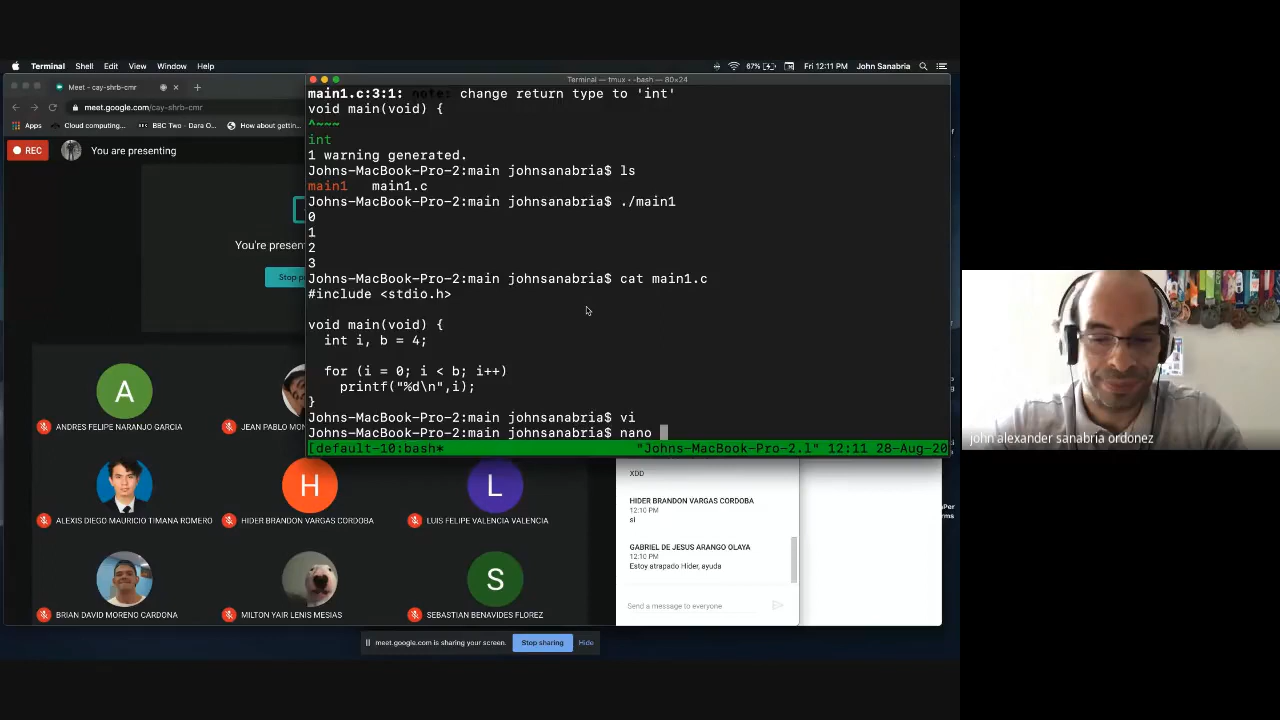 Terminal Shell Edit View Window Help
67% Fri 12:11 PM John Sanabria
Meet - cay-shrb-cmr
Terminal — tmux • -bash — 80×24
meet.google.com/cay-shrb-cmr
Apps Cloud computing... BBC Two - Dara O... How about gettin...
REC You are presenting
You're present
Stop pr
main1.c:3:1: note: change return type to 'int'
void main(void) {
^~~~
int
1 warning generated.
Johns-MacBook-Pro-2:main johnsanabria$ ls
main1 main1.c
Johns-MacBook-Pro-2:main johnsanabria$ ./main1
0
1
2
3
Johns-MacBook-Pro-2:main johnsanabria$ cat main1.c
#include <stdio.h>
void main(void) {
int i, b = 4;
for (i = 0; i < b; i++)
printf("%d\n",i);
}
Johns-MacBook-Pro-2:main johnsanabria$ vi
Johns-MacBook-Pro-2:main johnsanabria$ nano
[default-10:bash* "Johns-MacBook-Pro-2.l" 12:11 28-Aug-20
john alexander sanabria ordonez
A
ANDRES FELIPE NARANJO GARCIA
JEAN PABLO MON
H
L
ALEXIS DIEGO MAURICIO TIMANA ROMERO
HIDER BRANDON VARGAS CORDOBA
LUIS FELIPE VALENCIA VALENCIA
S
BRIAN DAVID MORENO CARDONA
MILTON YAIR LENIS MESIAS
SEBASTIAN BENAVIDES FLOREZ
XDD
HIDER BRANDON VARGAS CORDOBA
12:10 PM
si
GABRIEL DE JESUS ARANGO OLAYA
12:10 PM
Estoy atrapado Hider, ayuda
Send a message to everyone
meet.google.com is sharing your screen. Stop sharing Hide